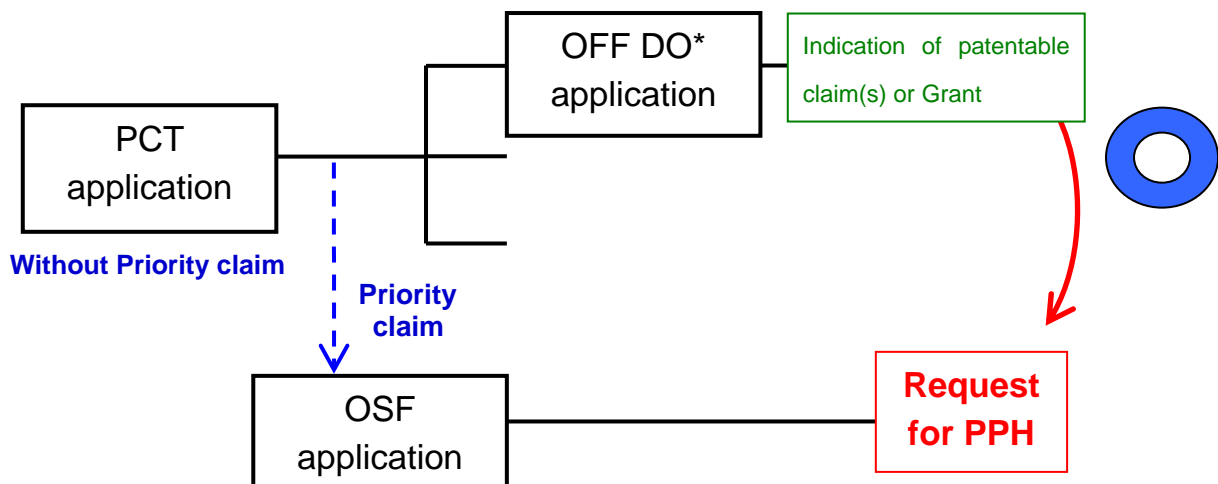 OFF DO*
application
Indication of patentable
claim(s) or Grant
PCT
application
Without Priority claim
Priority
claim
OSF
application
Request
for PPH